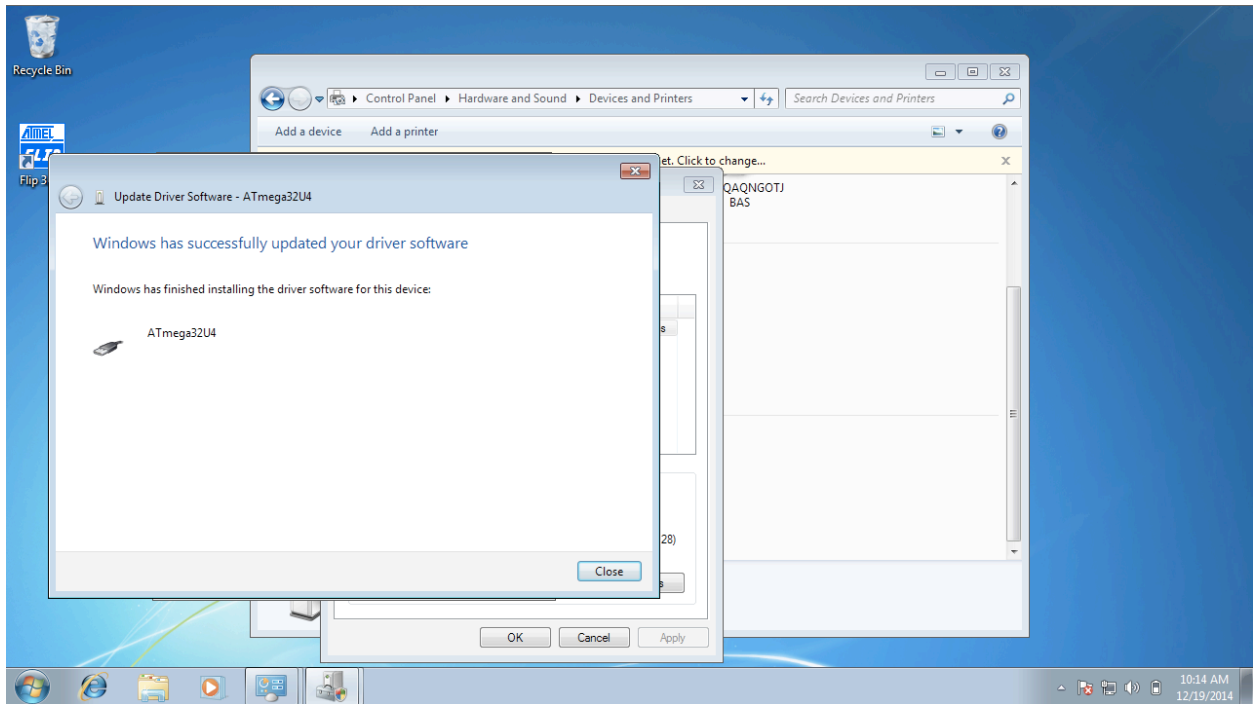 Recycle Bin
Control Panel ▸ Hardware and Sound ▸ Devices and Printers
Search Devices and Printers
Add a device Add a printer
ATMEL
FLIP
Flip 3
et. Click to change...
QAQNGOTJ
BAS
Update Driver Software - ATmega32U4
Windows has successfully updated your driver software
Windows has finished installing the driver software for this device:
ATmega32U4
s
28)
Close
s
OK Cancel Apply
10:14 AM
12/19/2014